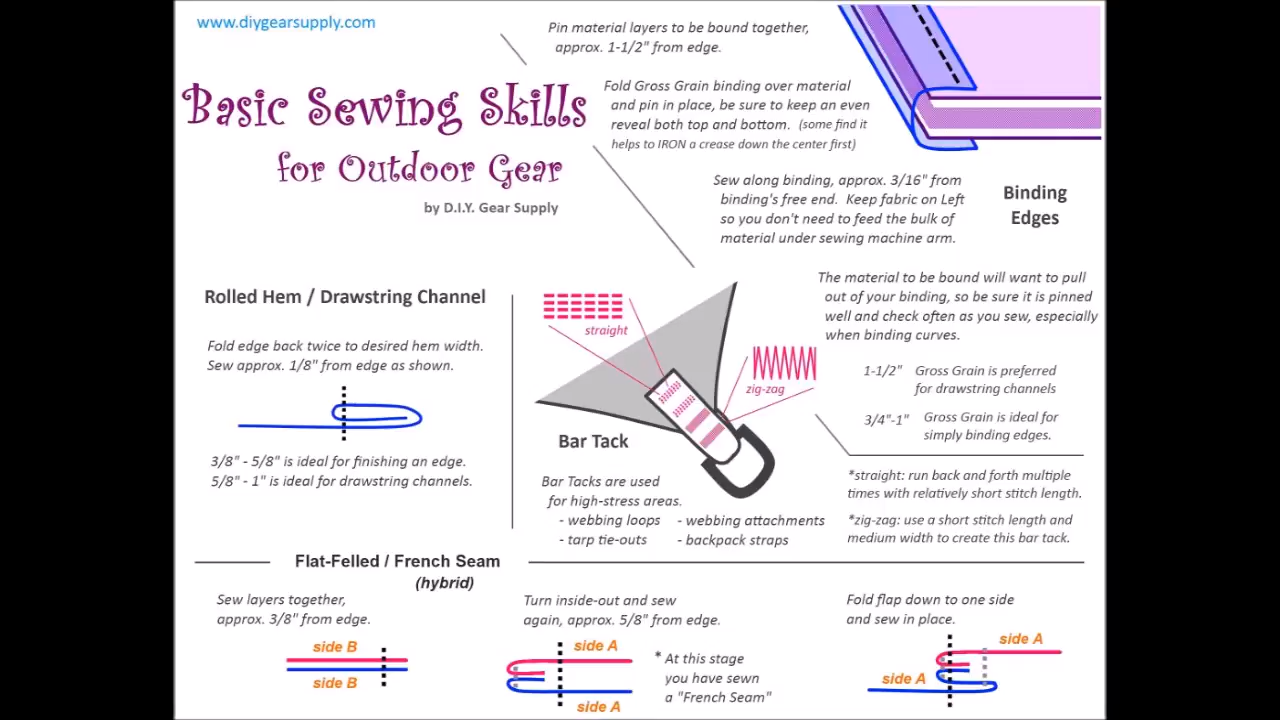 www.diygearsupply.com
Basic Sewing Skills
for Outdoor Gear
by D.I.Y. Gear Supply
Pin material layers to be bound together,
approx. 1-1/2" from edge.
Fold Gross Grain binding over material
and pin in place, be sure to keep an even
reveal both top and bottom. (some find it
helps to IRON a crease down the center first)
Sew along binding, approx. 3/16" from
binding's free end. Keep fabric on Left
so you don't need to feed the bulk of
material under sewing machine arm.
Binding
Edges
The material to be bound will want to pull
out of your binding, so be sure it is pinned
well and check often as you sew, especially
when binding curves.
1-1/2" Gross Grain is preferred
for drawstring channels
3/4"-1" Gross Grain is ideal for
simply binding edges.
Rolled Hem / Drawstring Channel
Fold edge back twice to desired hem width.
Sew approx. 1/8" from edge as shown.
3/8" - 5/8" is ideal for finishing an edge.
5/8" - 1" is ideal for drawstring channels.
straight
zig-zag
Bar Tack
Bar Tacks are used
for high-stress areas.
- webbing loops - webbing attachments
- tarp tie-outs - backpack straps
*straight: run back and forth multiple
times with relatively short stitch length.
*zig-zag: use a short stitch length and
medium width to create this bar tack.
Flat-Felled / French Seam
(hybrid)
Sew layers together,
approx. 3/8" from edge.
side B
side B
Turn inside-out and sew
again, approx. 5/8" from edge.
side A
side A
* At this stage
you have sewn
a "French Seam"
Fold flap down to one side
and sew in place.
side A
side A